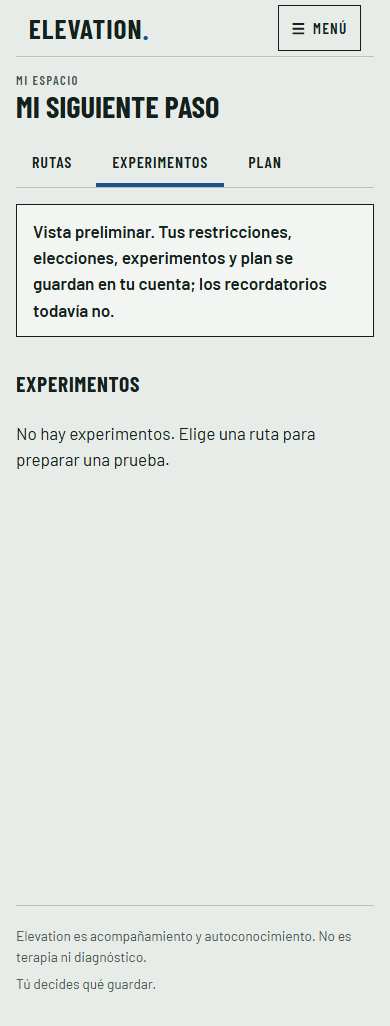 ELEVATION.
☰ MENÚ
MI ESPACIO
MI SIGUIENTE PASO
RUTAS
EXPERIMENTOS
PLAN
Vista preliminar. Tus restricciones,
elecciones, experimentos y plan se
guardan en tu cuenta; los recordatorios
todavía no.
EXPERIMENTOS
No hay experimentos. Elige una ruta para
preparar una prueba.
Elevation es acompañamiento y autoconocimiento. No es
terapia ni diagnóstico.
Tú decides qué guardar.